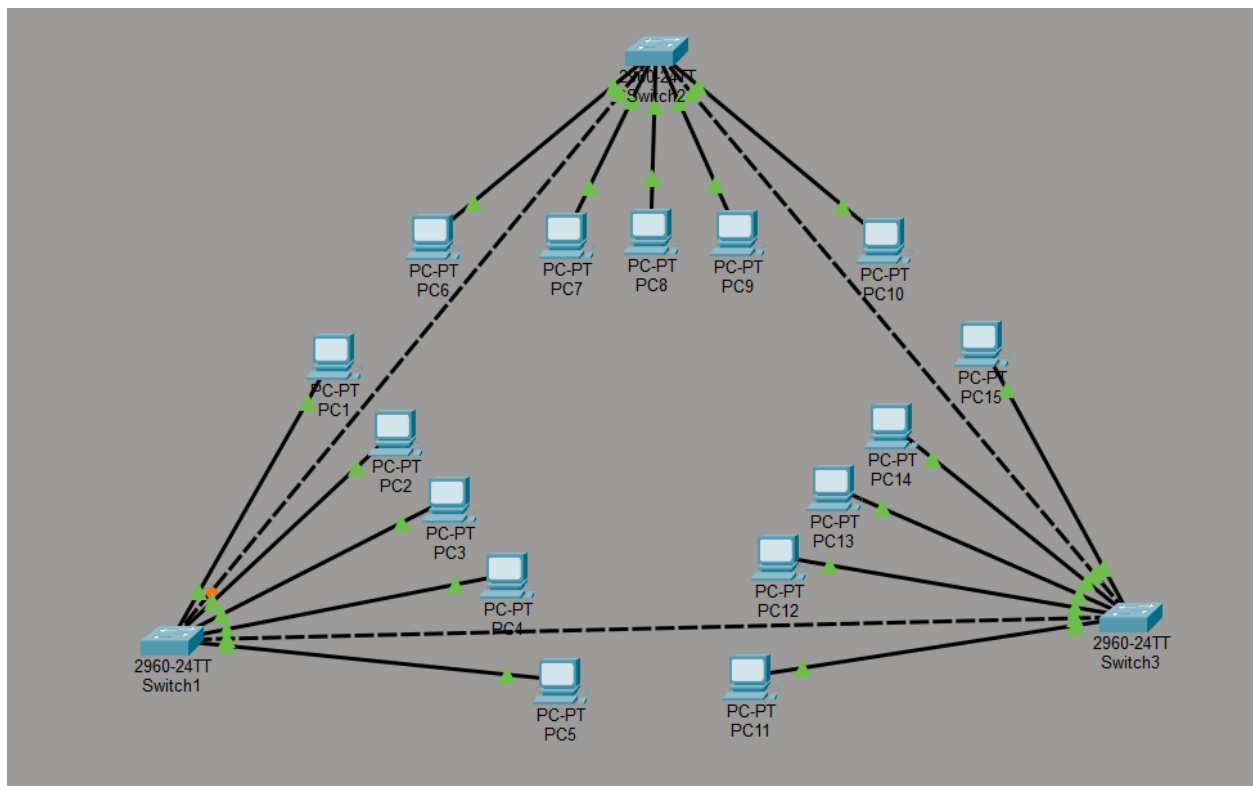 2960-24TT
Switch2
PC-PT
PC6
PC-PT
PC7
PC-PT
PC8
PC-PT
PC9
PC-PT
PC10
PC-PT
PC1
PC-PT
PC15
PC-PT
PC2
PC-PT
PC14
PC-PT
PC3
PC-PT
PC13
PC-PT
PC4
PC-PT
PC12
2960-24TT
Switch1
2960-24TT
Switch3
PC-PT
PC5
PC-PT
PC11